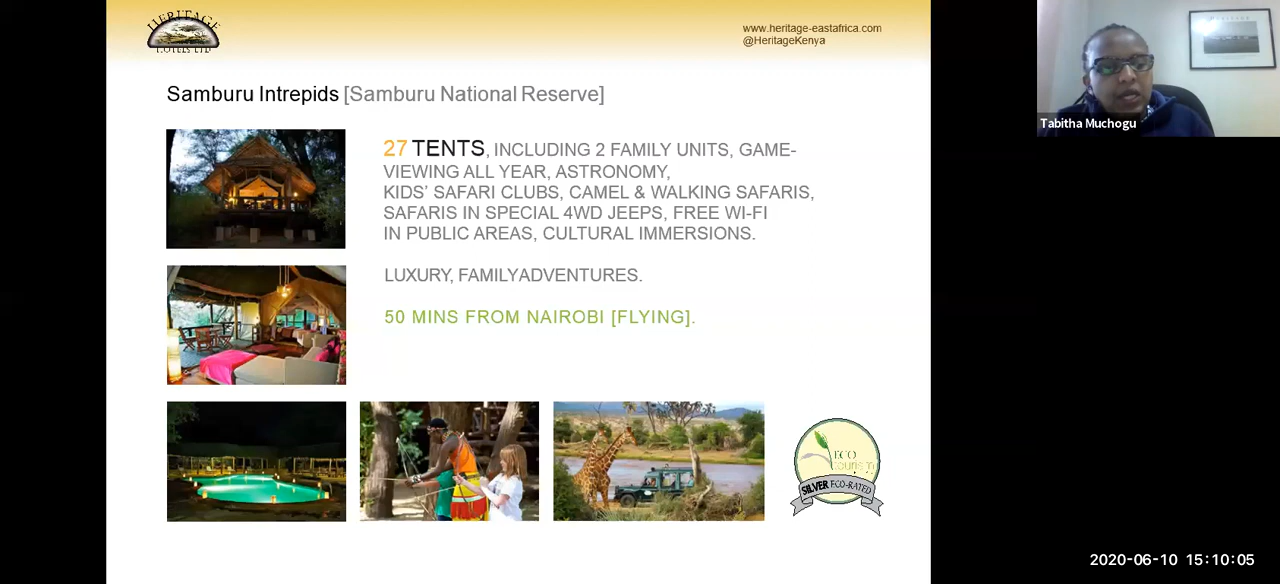 HERITAGE
HOTELS LTD
www.heritage-eastafrica.com
@HeritageKenya
Samburu Intrepids [Samburu National Reserve]
27 TENTS, INCLUDING 2 FAMILY UNITS, GAME-
VIEWING ALL YEAR, ASTRONOMY,
KIDS' SAFARI CLUBS, CAMEL & WALKING SAFARIS,
SAFARIS IN SPECIAL 4WD JEEPS, FREE WI-FI
IN PUBLIC AREAS, CULTURAL IMMERSIONS.
LUXURY, FAMILYADVENTURES.
50 MINS FROM NAIROBI [FLYING].
ECO
tourism
SILVER ECO-RATED
Tabitha Muchogu
2020-06-10 15:10:05